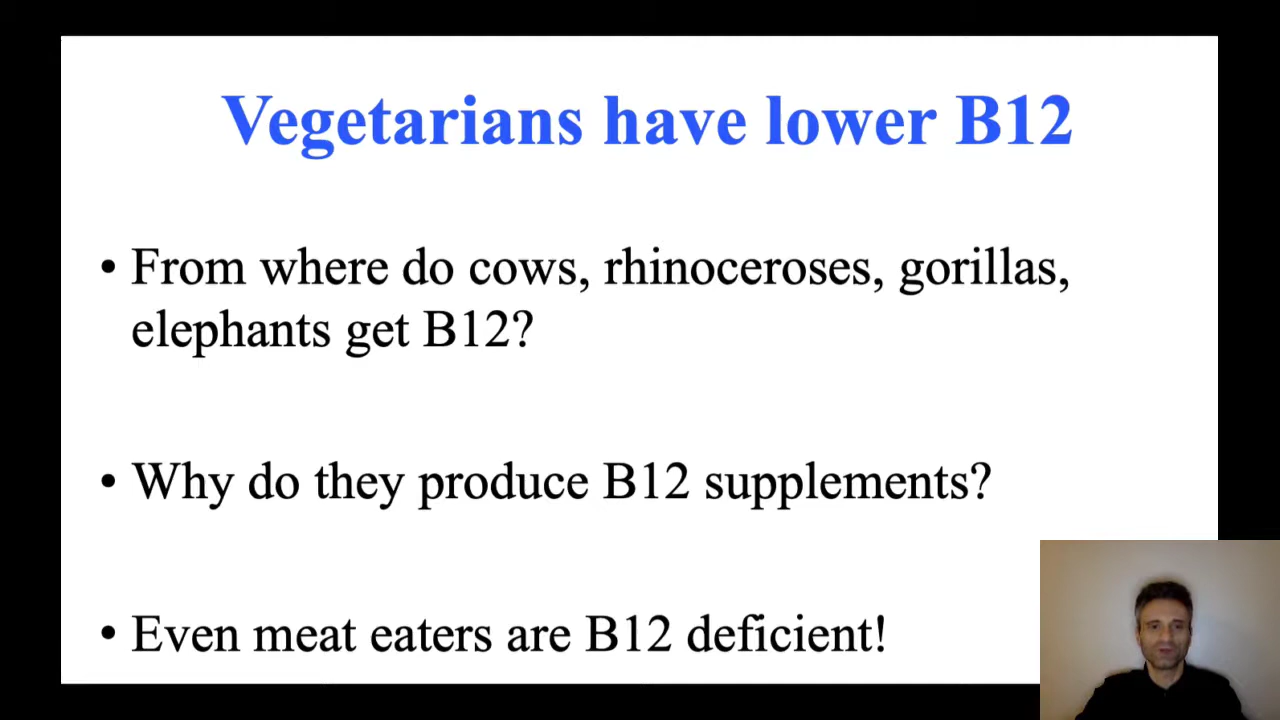 Vegetarians have lower B12
• From where do cows, rhinoceroses, gorillas,
elephants get B12?
• Why do they produce B12 supplements?
• Even meat eaters are B12 deficient!